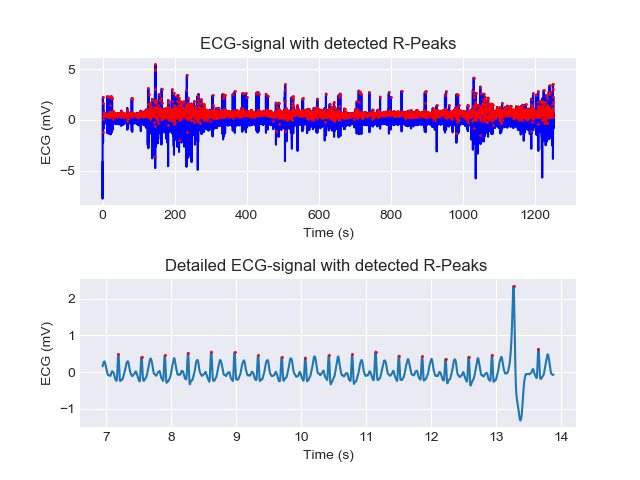 ECG-signal with detected R-Peaks
5
0
−5
ECG (mV)
0 200 400 600 800 1000 1200
Time (s)
Detailed ECG-signal with detected R-Peaks
2
1
0
−1
ECG (mV)
7 8 9 10 11 12 13 14
Time (s)